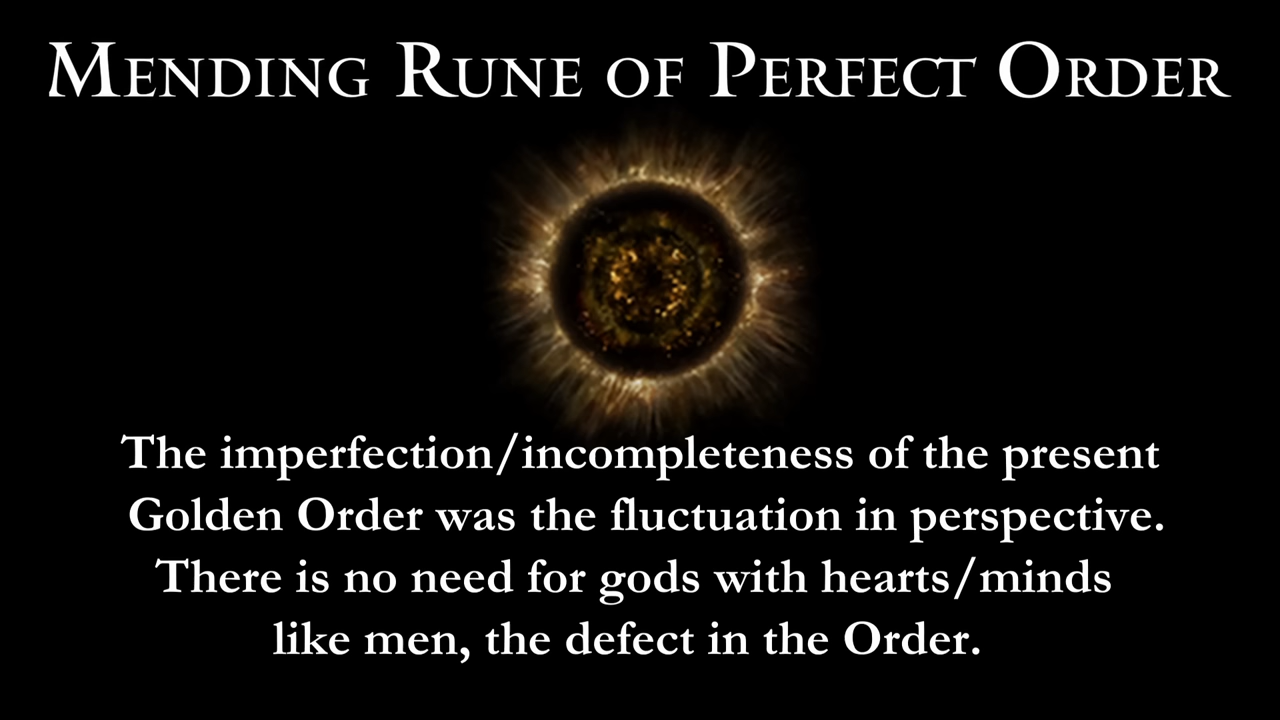 Mending Rune of Perfect Order
The imperfection/incompleteness of the present
Golden Order was the fluctuation in perspective.
There is no need for gods with hearts/minds
like men, the defect in the Order.